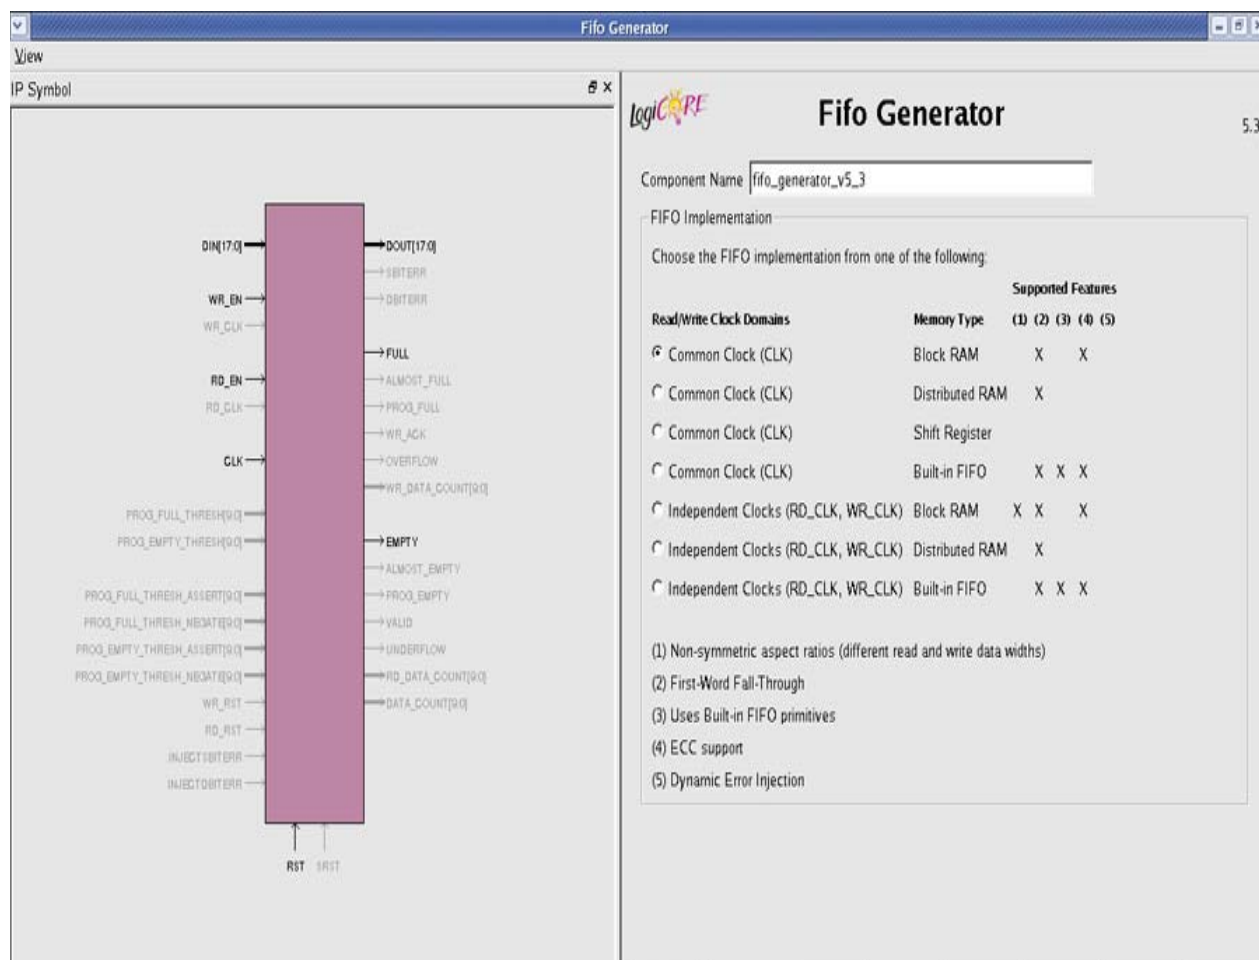 Fifo Generator
View
IP Symbol
DIN[17:0]
DOUT[17:0]
SBITERR
WR_EN
DBITERR
WR_CLK
FULL
RD_EN
ALMOST_FULL
RD_CLK
PROG_FULL
WR_ACK
CLK
OVERFLOW
WR_DATA_COUNT[9:0]
PROG_FULL_THRESH[9:0]
PROG_EMPTY_THRESH[9:0]
EMPTY
ALMOST_EMPTY
PROG_FULL_THRESH_ASSERT[9:0]
PROG_EMPTY
PROG_FULL_THRESH_NEGATE[9:0]
VALID
PROG_EMPTY_THRESH_ASSERT[9:0]
UNDERFLOW
PROG_EMPTY_THRESH_NEGATE[9:0]
RD_DATA_COUNT[9:0]
WR_RST
DATA_COUNT[9:0]
RD_RST
INJECTSBITERR
INJECTDBITERR
RST SRST
LogiCORE
Fifo Generator
5.3
Component Name fifo_generator_v5_3
FIFO Implementation
Choose the FIFO implementation from one of the following:
Supported Features
Read/Write Clock Domains Memory Type (1) (2) (3) (4) (5)
Common Clock (CLK) Block RAM X X
Common Clock (CLK) Distributed RAM X
Common Clock (CLK) Shift Register
Common Clock (CLK) Built-in FIFO X X X
Independent Clocks (RD_CLK, WR_CLK) Block RAM X X X
Independent Clocks (RD_CLK, WR_CLK) Distributed RAM X
Independent Clocks (RD_CLK, WR_CLK) Built-in FIFO X X X
(1) Non-symmetric aspect ratios (different read and write data widths)
(2) First-Word Fall-Through
(3) Uses Built-in FIFO primitives
(4) ECC support
(5) Dynamic Error Injection